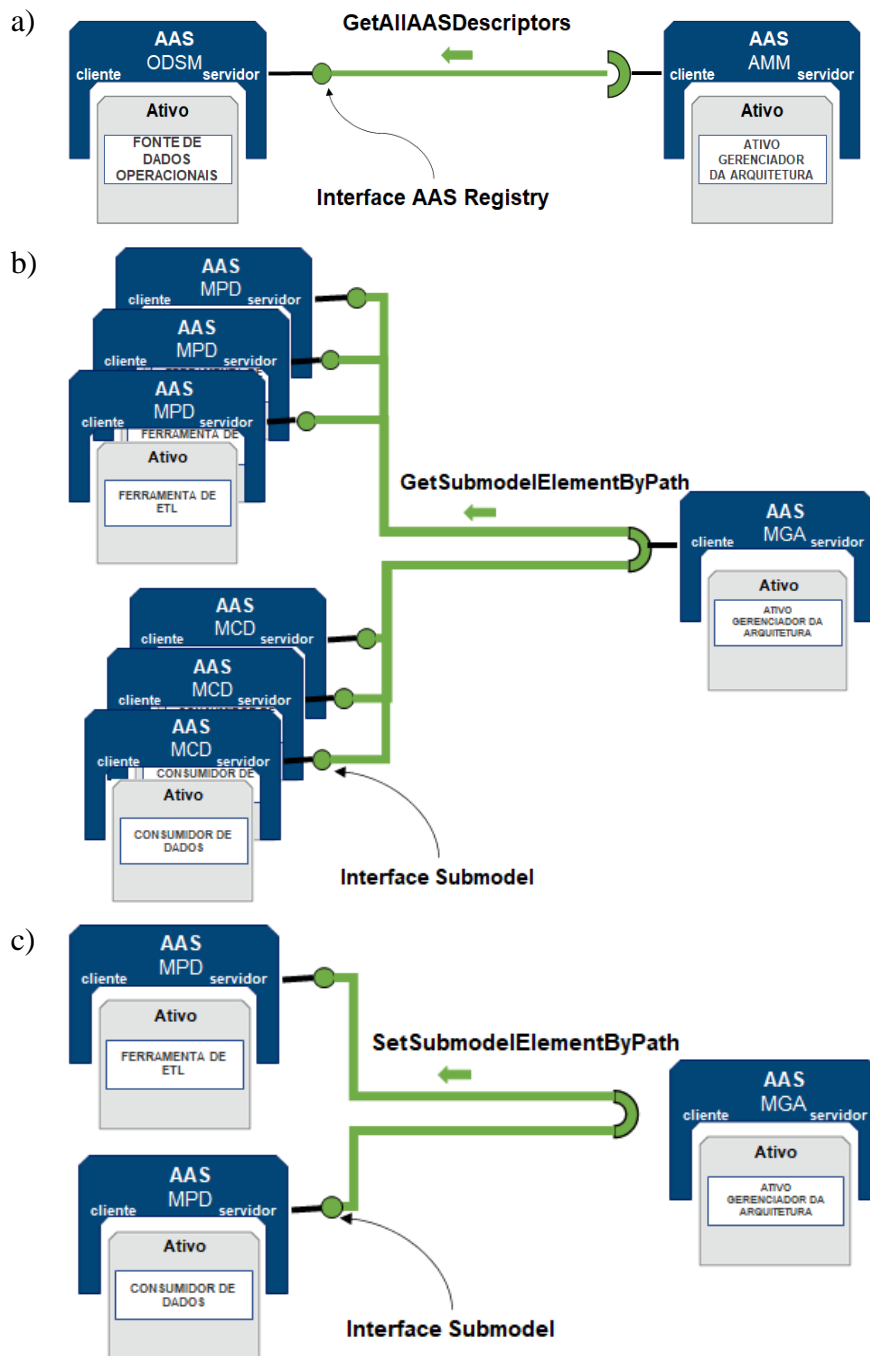 a)
GetAllAASDescriptors
AAS
ODSM
cliente servidor
Ativo
FONTE DE
DADOS
OPERACIONAIS
AAS
AMM
cliente servidor
Ativo
ATIVO
GERENCIADOR
DA ARQUITETURA
Interface AAS Registry
b)
AAS
MPD
cliente servidor
AAS
MPD
cliente servidor
AAS
MPD
cliente servidor
FERRAMENTA DE
Ativo
FERRAMENTA DE
ETL
GetSubmodelElementByPath
AAS
MGA
cliente servidor
Ativo
ATIVO
GERENCIADOR DA
ARQUITETURA
AAS
MCD
cliente servidor
AAS
MCD
cliente servidor
AAS
MCD
cliente servidor
CONSUMIDOR DE
Ativo
CONSUMIDOR DE
DADOS
Interface Submodel
c)
AAS
MPD
cliente servidor
Ativo
FERRAMENTA DE
ETL
SetSubmodelElementByPath
AAS
MGA
cliente servidor
Ativo
ATIVO
GERENCIADOR DA
ARQUITETURA
AAS
MPD
cliente servidor
Ativo
CONSUMIDOR DE
DADOS
Interface Submodel